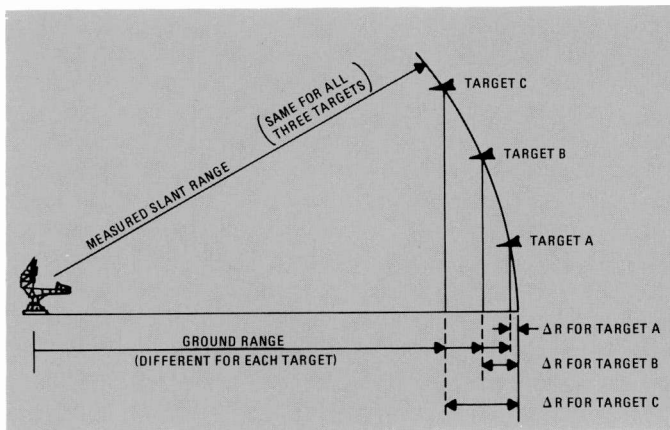 TARGET C
(SAME FOR ALL
THREE TARGETS)
MEASURED SLANT RANGE
TARGET B
TARGET A
GROUND RANGE
(DIFFERENT FOR EACH TARGET)
ΔR FOR TARGET A
ΔR FOR TARGET B
ΔR FOR TARGET C